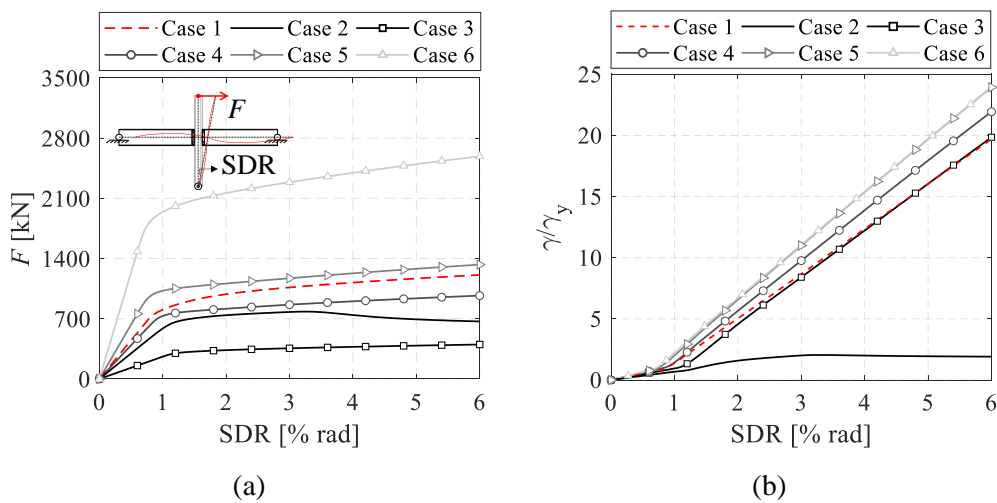 Case 1 Case 2 Case 3
Case 4 Case 5 Case 6
3500
2800
2100
1400
700
0
F [kN]
F
SDR
0 1 2 3 4 5 6
SDR [% rad]
(a)
Case 1 Case 2 Case 3
Case 4 Case 5 Case 6
25
20
15
10
5
0
γ/γy
0 1 2 3 4 5 6
SDR [% rad]
(b)